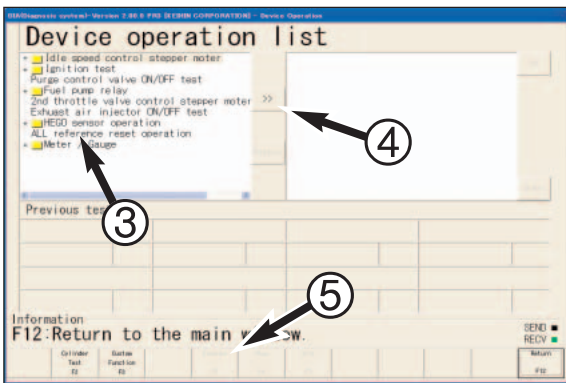 Device operation list
Idle speed control stepper moter
Ignition test
Purge control valve ON/OFF test
Fuel pump relay
2nd throttle valve control stepper moter
Exhuast air injector ON/OFF test
HEGO sensor operation
ALL reference reset operation
Meter / Gauge
>>
④
③
Previous
⑤
Information
F12:Return to the main
SEND
RECV
Cylinder Test F2
Custom Function F3
Return F12